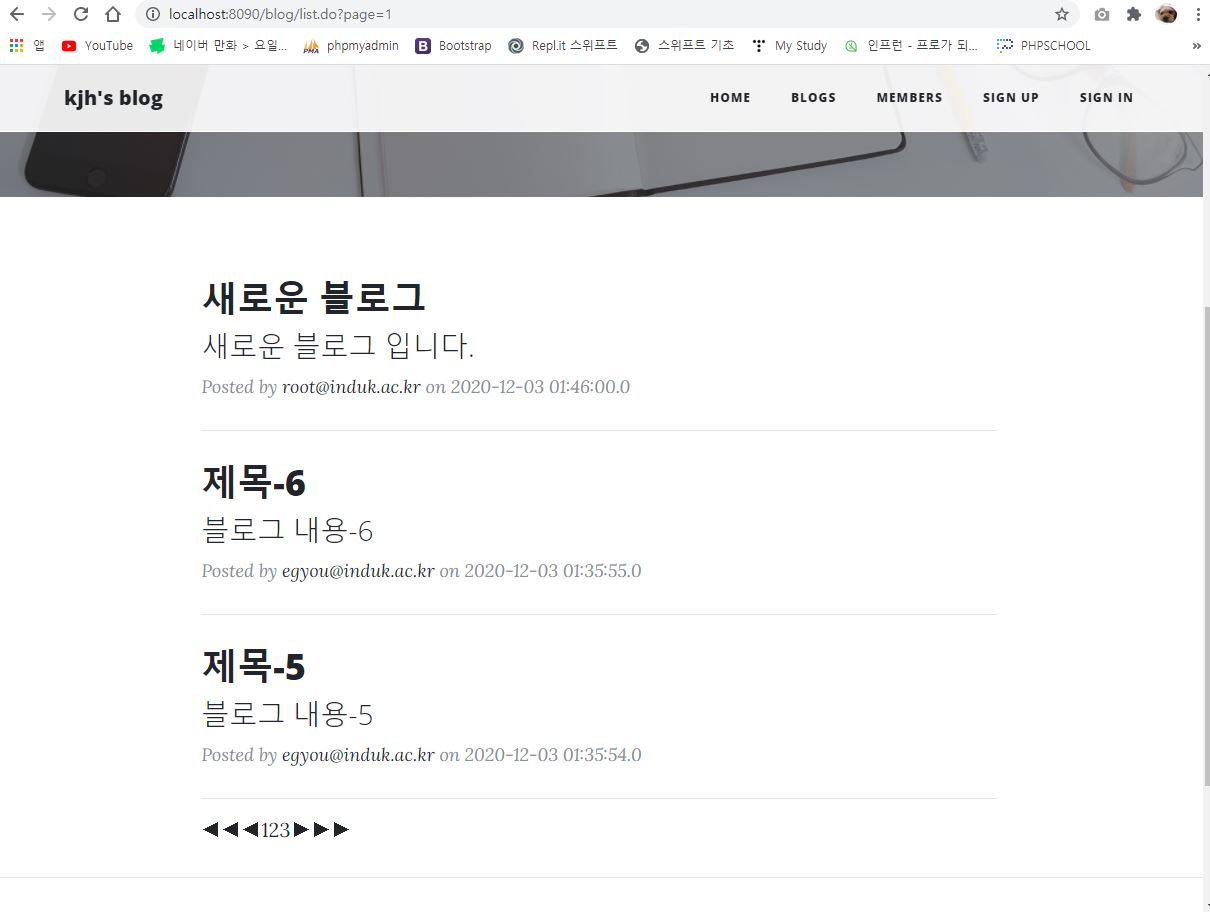 localhost:8090/blog/list.do?page=1
앱 YouTube 네이버 만화 > 요일... phpmyadmin Bootstrap Repl.it 스위프트 스위프트 기초 My Study 인프런 - 프로가 되... PHPSCHOOL »
kjh's blog HOME BLOGS MEMBERS SIGN UP SIGN IN
새로운 블로그
새로운 블로그 입니다.
Posted by root@induk.ac.kr on 2020-12-03 01:46:00.0
제목-6
블로그 내용-6
Posted by egyou@induk.ac.kr on 2020-12-03 01:35:55.0
제목-5
블로그 내용-5
Posted by egyou@induk.ac.kr on 2020-12-03 01:35:54.0
◀◀◀123▶▶▶